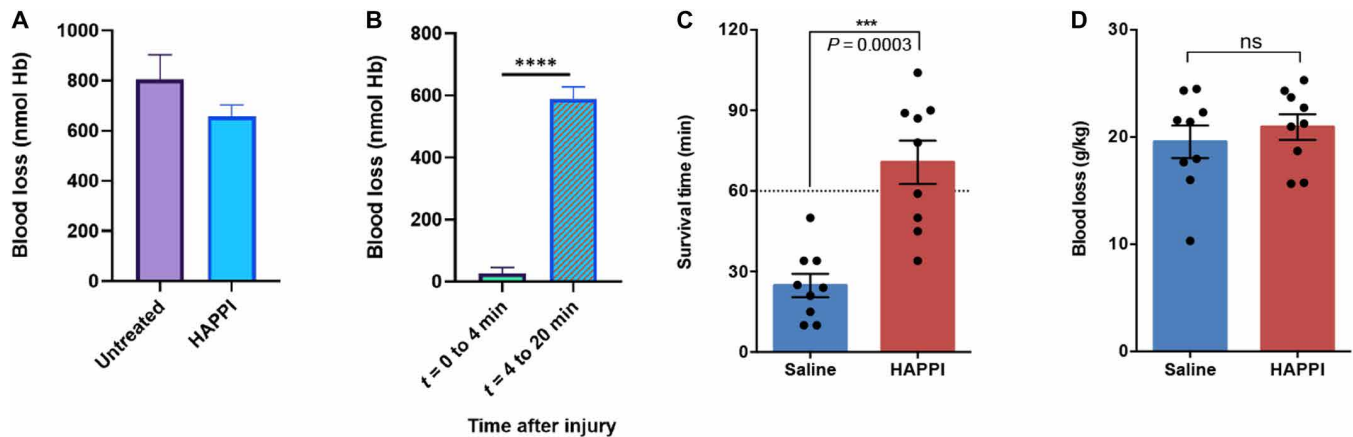 A
Blood loss (nmol Hb)
1000
800
600
400
200
0
Untreated
HAPPI
B
Blood loss (nmol Hb)
800
600
400
200
0
****
t = 0 to 4 min
t = 4 to 20 min
Time after injury
C
Survival time (min)
120
90
60
30
0
***
P = 0.0003
Saline
HAPPI
D
Blood loss (g/kg)
30
20
10
0
ns
Saline
HAPPI